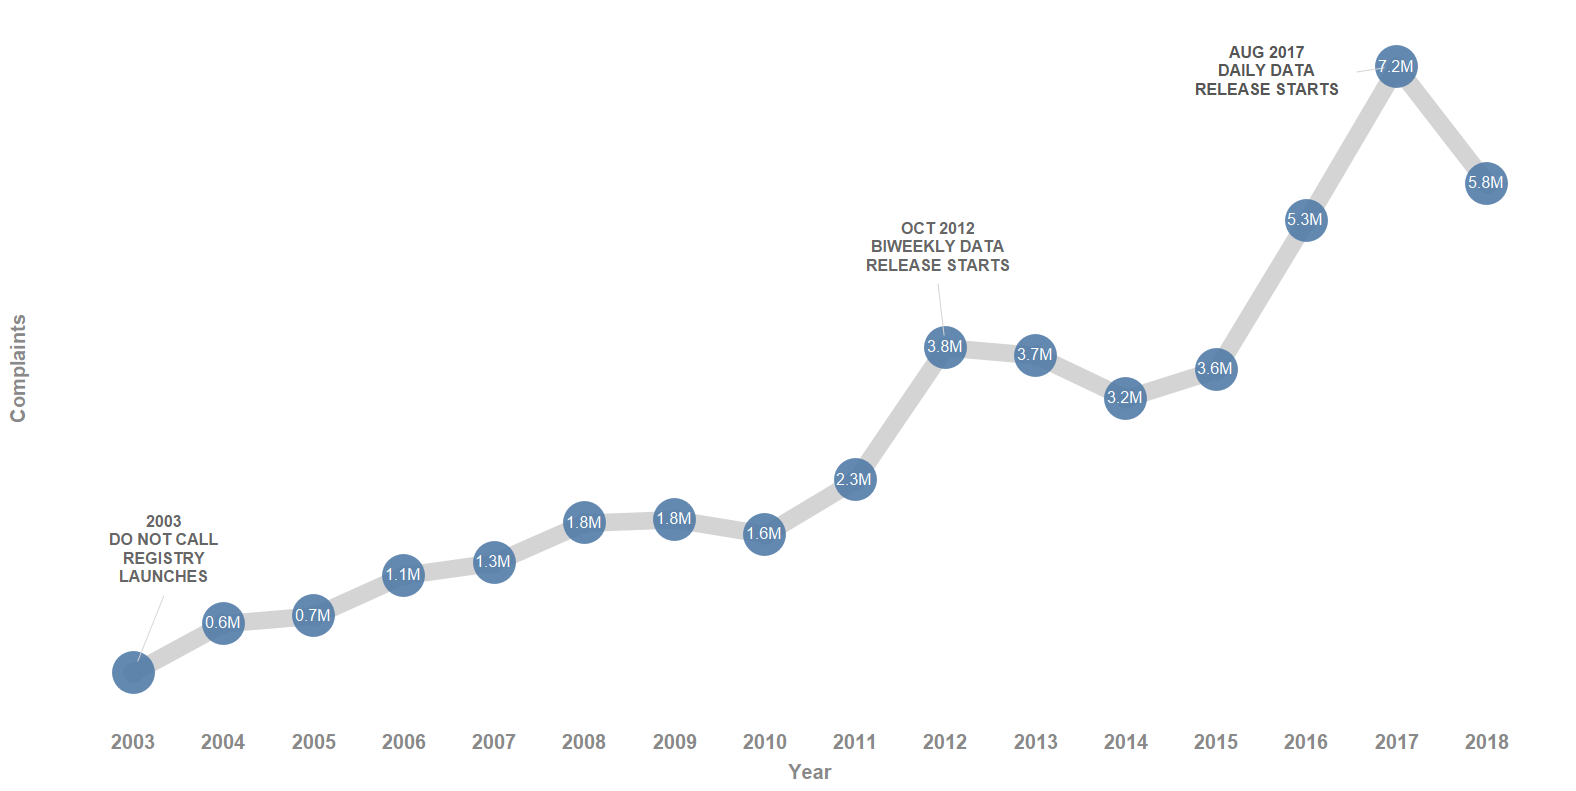 AUG 2017
DAILY DATA
RELEASE STARTS
7.2M
5.8M
5.3M
OCT 2012
BIWEEKLY DATA
RELEASE STARTS
3.8M
3.7M
3.6M
3.2M
Complaints
2.3M
1.8M
1.8M
1.6M
2003
DO NOT CALL
REGISTRY
LAUNCHES
1.3M
1.1M
0.7M
0.6M
2003 2004 2005 2006 2007 2008 2009 2010 2011 2012 2013 2014 2015 2016 2017 2018
Year